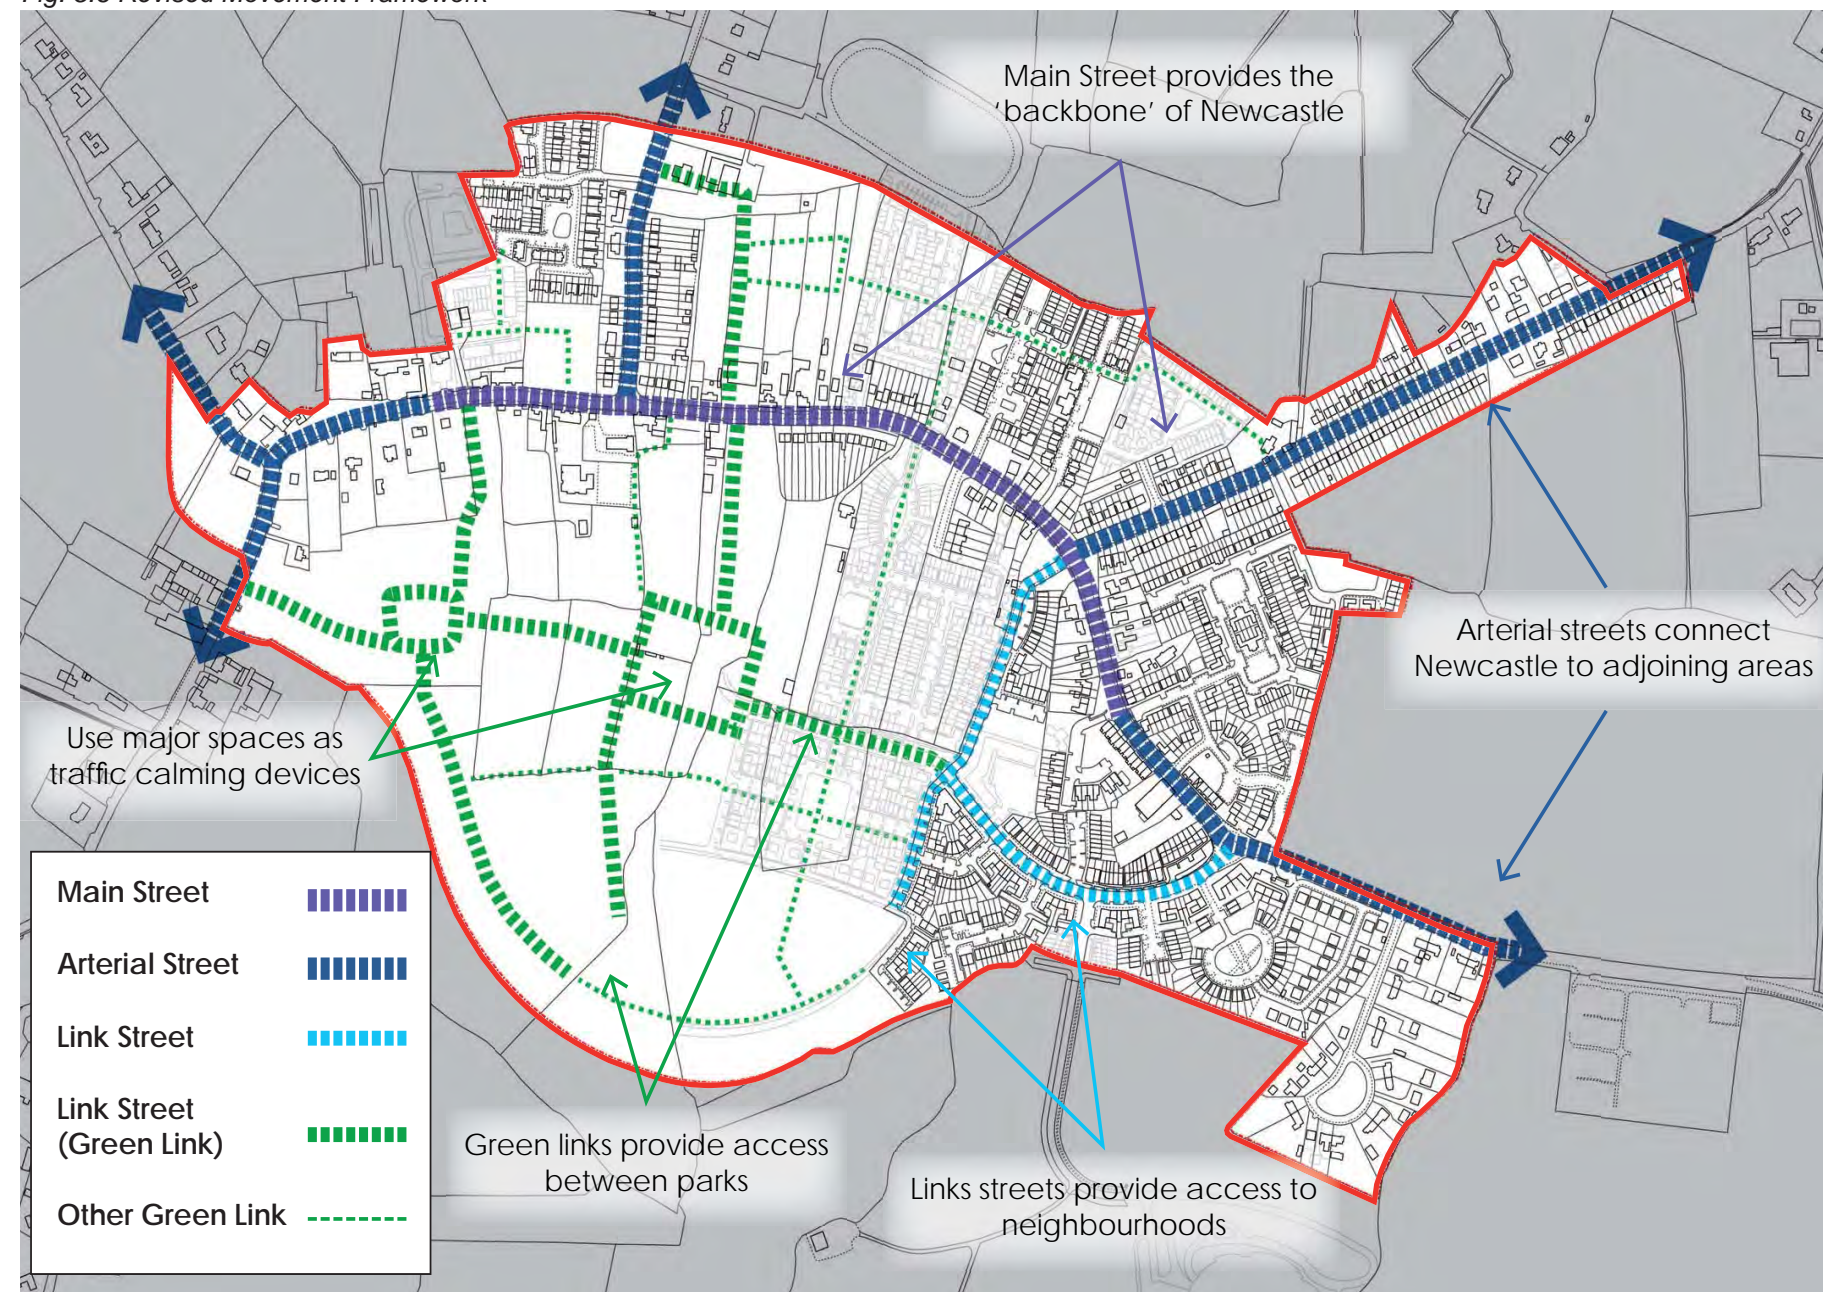 Main Street provides the
‘backbone’ of Newcastle
Arterial streets connect
Newcastle to adjoining areas
Use major spaces as
traffic calming devices
Main Street
Arterial Street
Link Street
Link Street
(Green Link)
Other Green Link
Green links provide access
between parks
Links streets provide access to
neighbourhoods